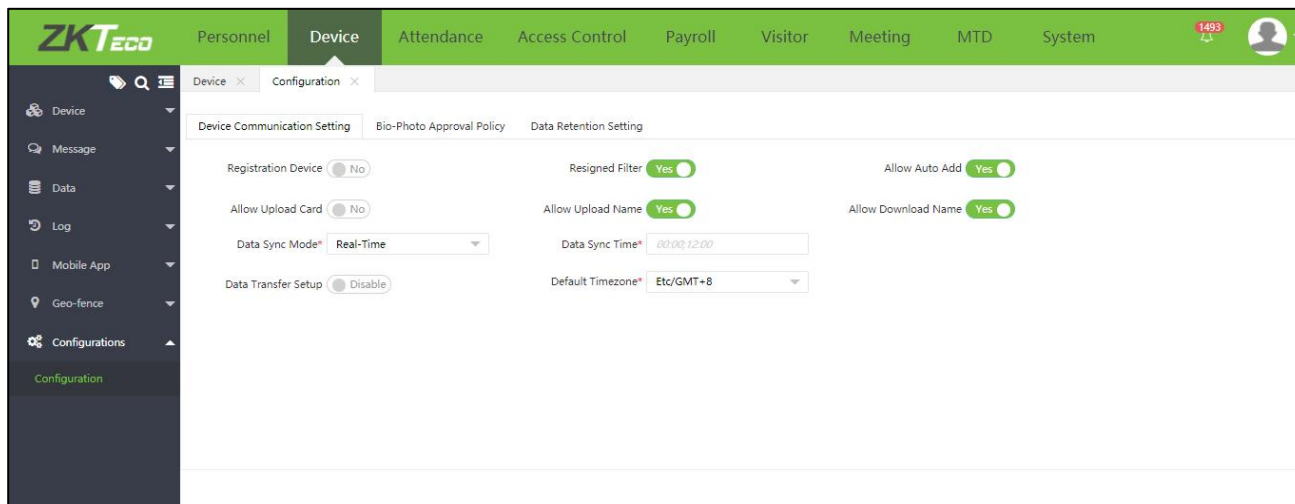 ZKTECO Personnel Device Attendance Access Control Payroll Visitor Meeting MTD System 1493
Device Configuration
Device
Message
Data
Log
Mobile App
Geo-fence
Configurations
Configuration
Device Communication Setting Bio-Photo Approval Policy Data Retention Setting
Registration Device No Resigned Filter Yes Allow Auto Add Yes
Allow Upload Card No Allow Upload Name Yes Allow Download Name Yes
Data Sync Mode* Real-Time Data Sync Time* 00:00;12:00
Data Transfer Setup Disable Default Timezone* Etc/GMT+8